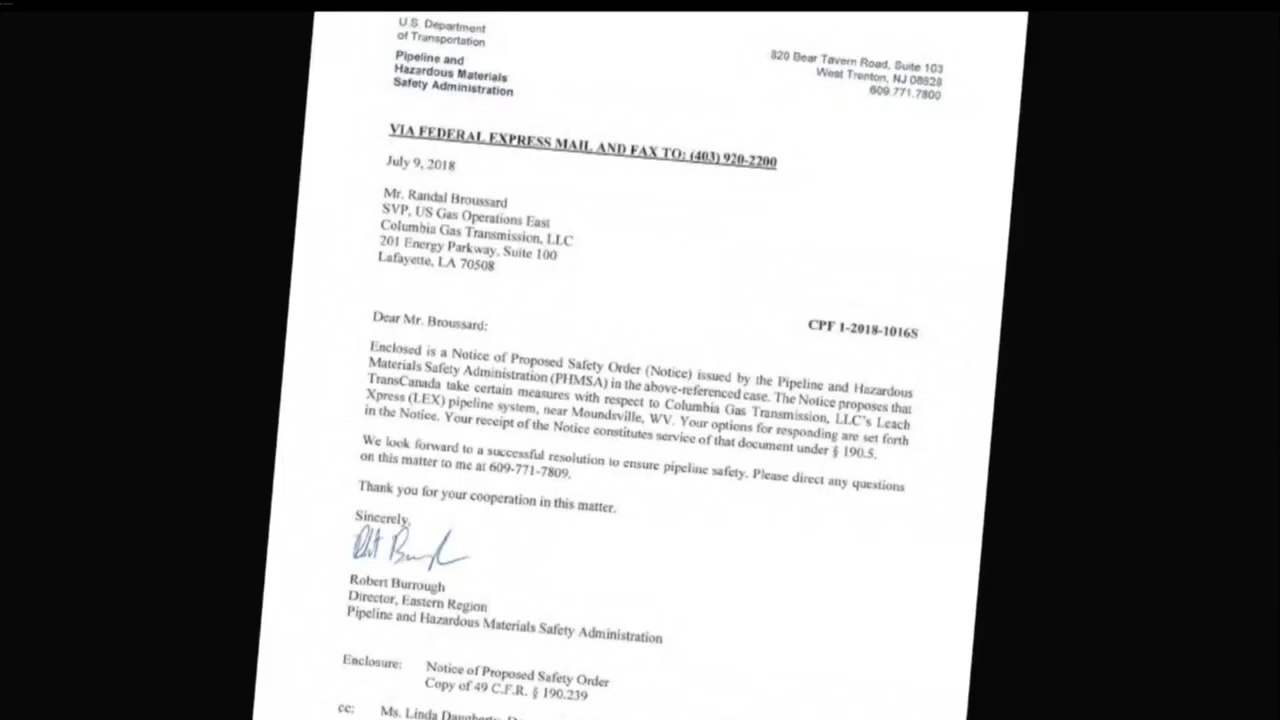 U.S. Department
of Transportation
Pipeline and
Hazardous Materials
Safety Administration
820 Bear Tavern Road, Suite 103
West Trenton, NJ 08628
609.771.7800
VIA FEDERAL EXPRESS MAIL AND FAX TO: (403) 920-2200
July 9, 2018
Mr. Randal Broussard
SVP, US Gas Operations East
Columbia Gas Transmission, LLC
201 Energy Parkway, Suite 100
Lafayette, LA 70508
CPF 1-2018-1016S
Dear Mr. Broussard:
Enclosed is a Notice of Proposed Safety Order (Notice) issued by the Pipeline and Hazardous
Materials Safety Administration (PHMSA) in the above-referenced case. The Notice proposes that
TransCanada take certain measures with respect to Columbia Gas Transmission, LLC's Leach
Xpress (LEX) pipeline system, near Moundsville, WV. Your options for responding are set forth
in the Notice. Your receipt of the Notice constitutes service of that document under § 190.5.
We look forward to a successful resolution to ensure pipeline safety. Please direct any questions
on this matter to me at 609-771-7809.
Thank you for your cooperation in this matter.
Sincerely,
Robert Burrough
Director, Eastern Region
Pipeline and Hazardous Materials Safety Administration
Enclosure: Notice of Proposed Safety Order
Copy of 49 C.F.R. § 190.239
cc: Ms. Linda Daugherty,